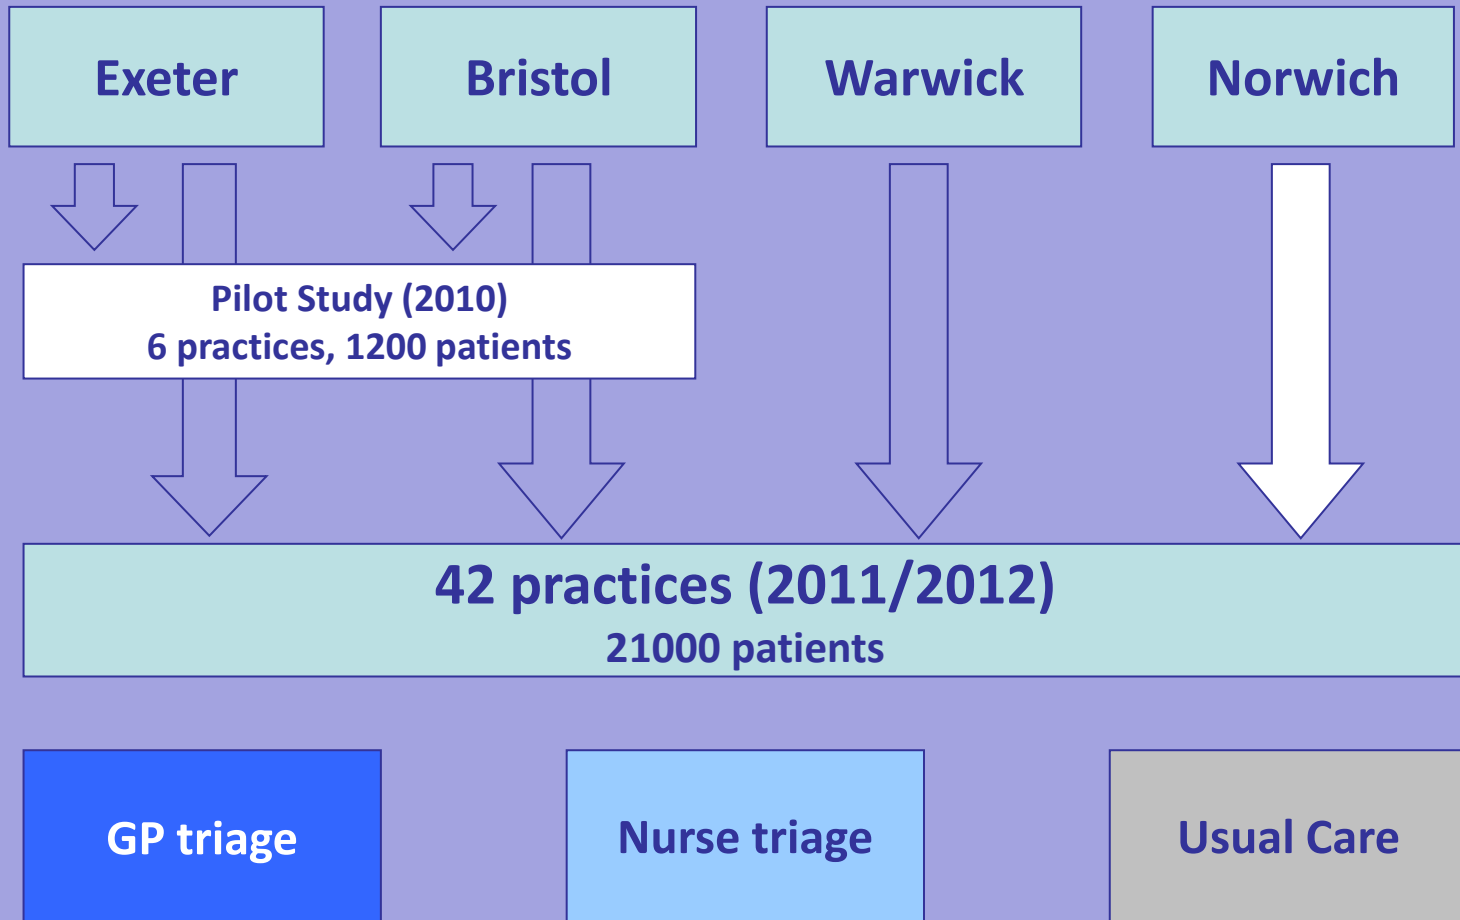 Exeter
Bristol
Warwick
Norwich
Pilot Study (2010)
6 practices, 1200 patients
42 practices (2011/2012)
21000 patients
GP triage
Nurse triage
Usual Care